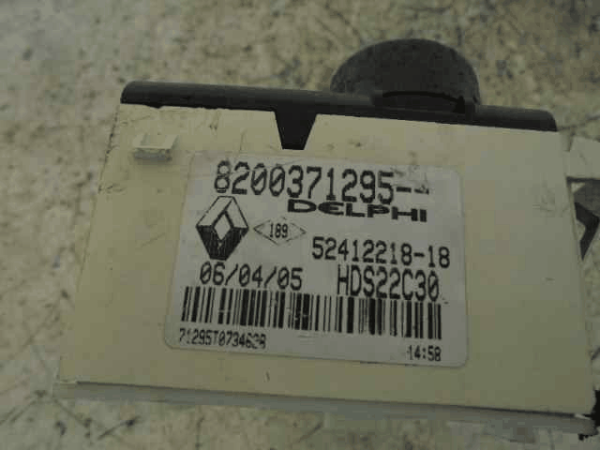 8200371295--
DELPHI
189
52412218-18
06/04/05 HDS22C30
71295T0734628
14:58